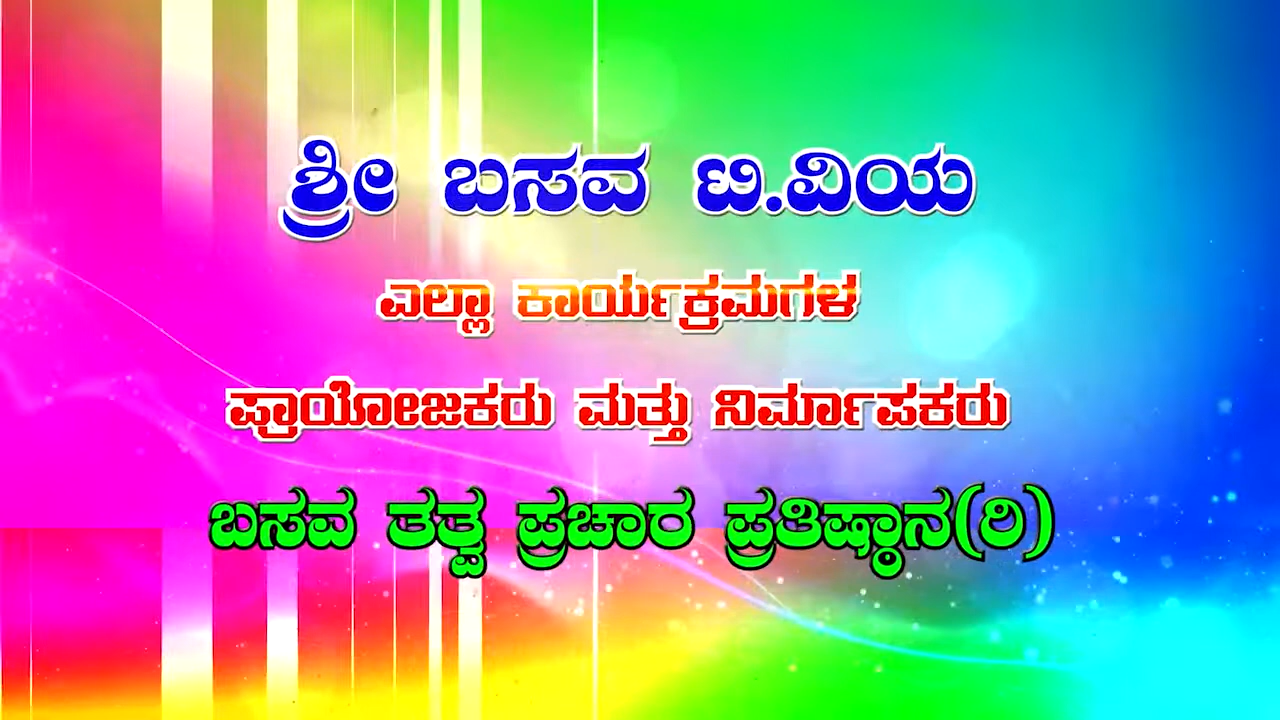 ಶ್ರೀ ಬಸವ ಟಿ.ವಿಯ
ಎಲ್ಲಾ ಕಾರ್ಯಕ್ರಮಗಳ
ಪ್ರಾಯೋಜಕರು ಮತ್ತು ನಿರ್ಮಾಪಕರು
ಬಸವ ತತ್ವ ಪ್ರಚಾರ ಪ್ರತಿಷ್ಠಾನ(ರಿ)